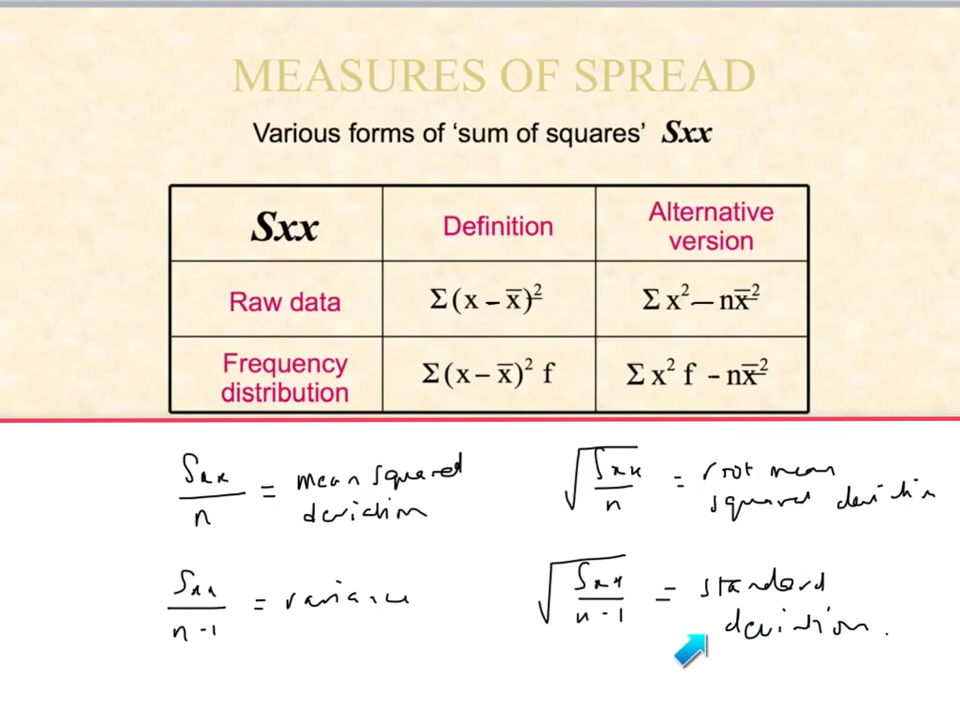 MEASURES OF SPREAD
Various forms of 'sum of squares' Sxx
Sxx Definition Alternative version
Raw data Σ(x – x̄)² Σx² – nx̄²
Frequency distribution Σ(x – x̄)² f Σx² f – nx̄²
Sxx/n = mean squared deviation
√(Sxx/n) = root mean squared deviation
Sxx/(n-1) = variance
√(Sxx/(n-1)) = standard deviation.